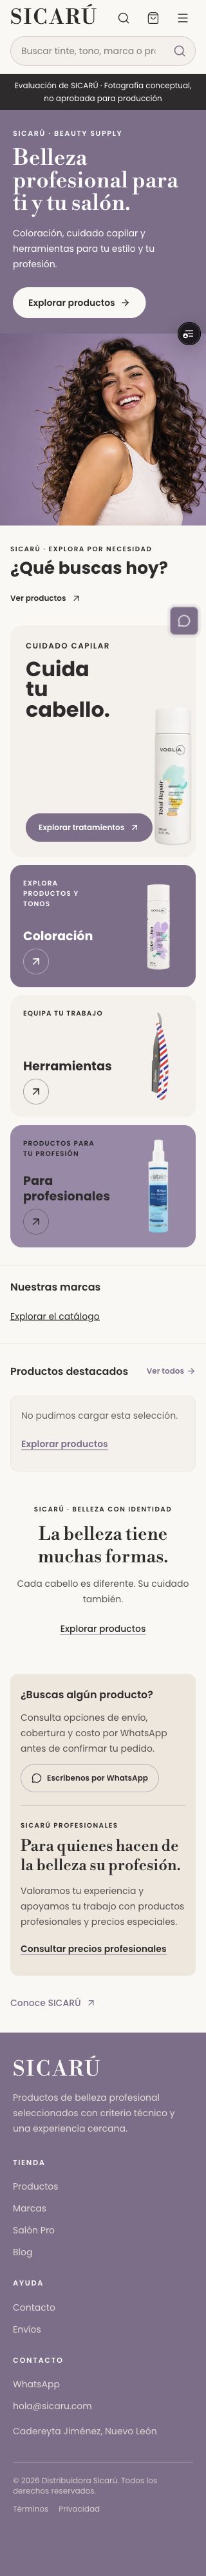 SICARÚ
Buscar tinte, tono, marca o pro
Evaluación de SICARÚ · Fotografía conceptual,
no aprobada para producción
SICARÚ · BEAUTY SUPPLY
Belleza
profesional para
ti y tu salón.
Coloración, cuidado capilar y
herramientas para tu estilo y tu
profesión.
Explorar productos
SICARÚ · EXPLORA POR NECESIDAD
¿Qué buscas hoy?
Ver productos
CUIDADO CAPILAR
Cuida
tu
cabello.
VOGLIA
Total Repair
Explorar tratamientos
EXPLORA
PRODUCTOS Y
TONOS
Coloración
VOGLIA
EQUIPA TU TRABAJO
Herramientas
PRODUCTOS PARA
TU PROFESIÓN
Para
profesionales
Nuestras marcas
Explorar el catálogo
Productos destacados
Ver todos
No pudimos cargar esta selección.
Explorar productos
SICARÚ · BELLEZA CON IDENTIDAD
La belleza tiene
muchas formas.
Cada cabello es diferente. Su cuidado
también.
Explorar productos
¿Buscas algún producto?
Consulta opciones de envío,
cobertura y costo por WhatsApp
antes de confirmar tu pedido.
Escríbenos por WhatsApp
SICARÚ PROFESIONALES
Para quienes hacen de
la belleza su profesión.
Valoramos tu experiencia y
apoyamos tu trabajo con productos
profesionales y precios especiales.
Consultar precios profesionales
Conoce SICARÚ
SICARÚ
Productos de belleza profesional
seleccionados con criterio técnico y
una experiencia cercana.
TIENDA
Productos
Marcas
Salón Pro
Blog
AYUDA
Contacto
Envíos
CONTACTO
WhatsApp
hola@sicaru.com
Cadereyta Jiménez, Nuevo León
© 2026 Distribuidora Sicarú. Todos los
derechos reservados.
Términos Privacidad